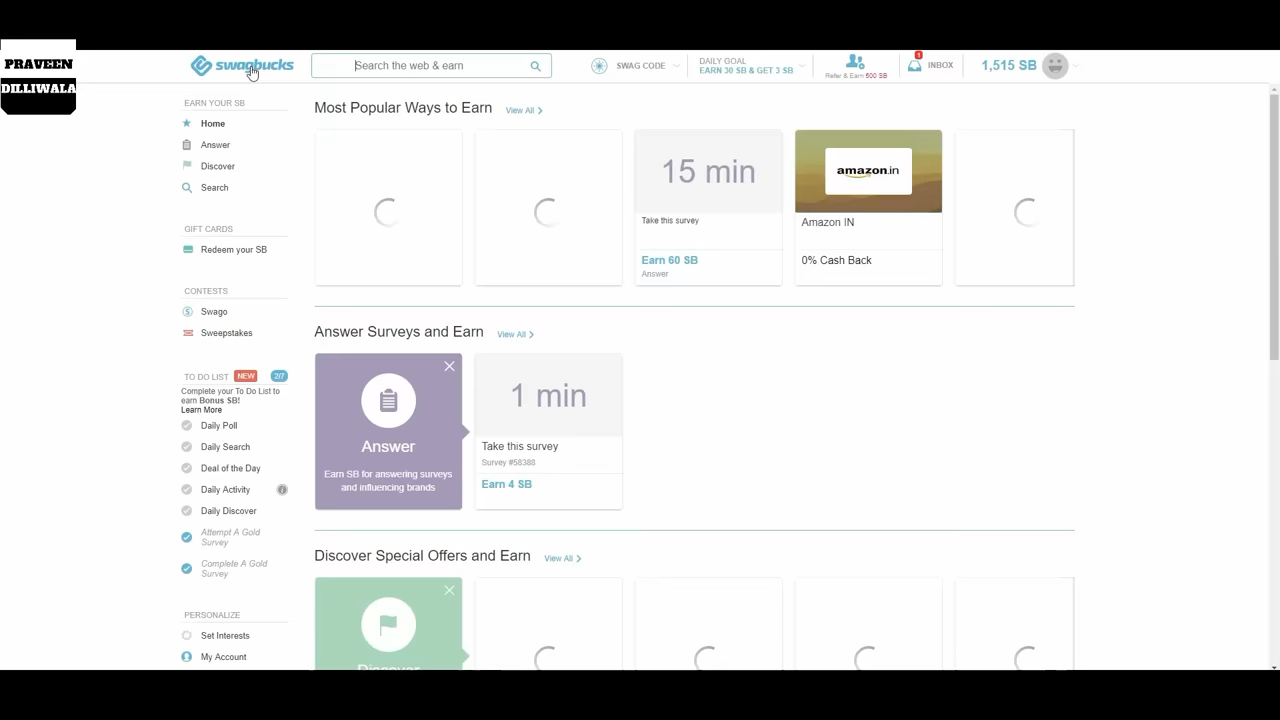 PRAVEEN
DILLIWALA
swagbucks
Search the web & earn
SWAG CODE
DAILY GOAL
EARN 30 SB & GET 3 SB
Refer & Earn 500 SB
1
INBOX
1,515 SB
EARN YOUR SB
Home
Answer
Discover
Search
GIFT CARDS
Redeem your SB
CONTESTS
Swago
Sweepstakes
TO DO LIST NEW 2/7
Complete your To Do List to
earn Bonus SB!
Learn More
Daily Poll
Daily Search
Deal of the Day
Daily Activity
Daily Discover
Attempt A Gold
Survey
Complete A Gold
Survey
PERSONALIZE
Set Interests
My Account
Most Popular Ways to Earn View All
15 min
Take this survey
Earn 60 SB
Answer
amazon.in
Amazon IN
0% Cash Back
Answer Surveys and Earn View All
Answer
Earn SB for answering surveys
and influencing brands
1 min
Take this survey
Survey #58388
Earn 4 SB
Discover Special Offers and Earn View All
Discover